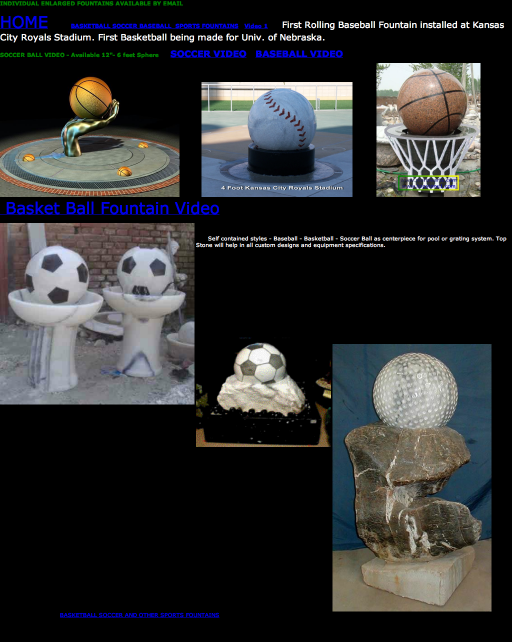 INDIVIDUAL ENLARGED FOUNTAINS AVAILABLE BY EMAIL
HOME BASKETBALL SOCCER BASEBALL SPORTS FOUNTAINS Video 2 First Rolling Baseball Fountain installed at Kansas
City Royals Stadium. First Basketball being made for Univ. of Nebraska.
SOCCER BALL VIDEO - Available 12"- 6 feet Sphere SOCCER VIDEO BASEBALL VIDEO
4 Foot Kansas City Royals Stadium
Basket Ball Fountain Video
Self contained styles - Baseball - Basketball - Soccer Ball as centerpiece for pool or grating system. Top
Stone will help in all custom designs and equipment specifications.
BASKETBALL SOCCER AND OTHER SPORTS FOUNTAINS